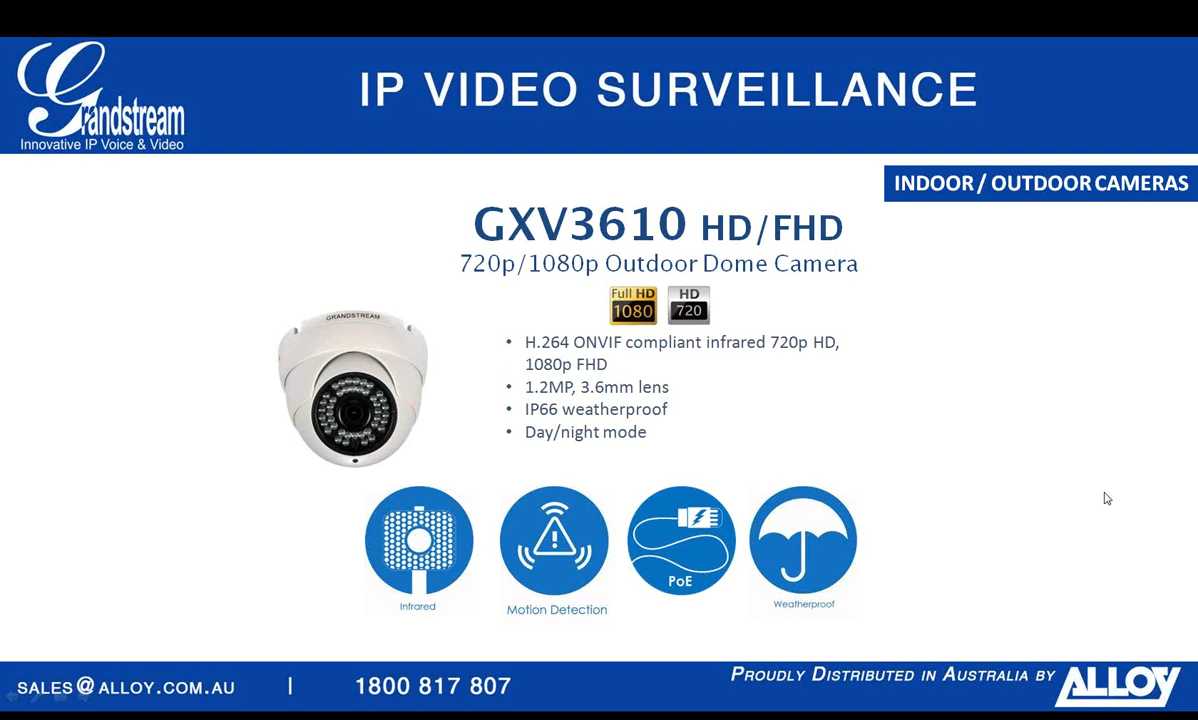 Grandstream
Innovative IP Voice & Video
IP VIDEO SURVEILLANCE
INDOOR / OUTDOOR CAMERAS
GXV3610 HD/FHD
720p/1080p Outdoor Dome Camera
Full HD
1080
HD
720
GRANDSTREAM
• H.264 ONVIF compliant infrared 720p HD,
1080p FHD
• 1.2MP, 3.6mm lens
• IP66 weatherproof
• Day/night mode
PoE
Infrared
Motion Detection
Weatherproof
SALES@ALLOY.COM.AU | 1800 817 807
PROUDLY DISTRIBUTED IN AUSTRALIA BY ALLOY